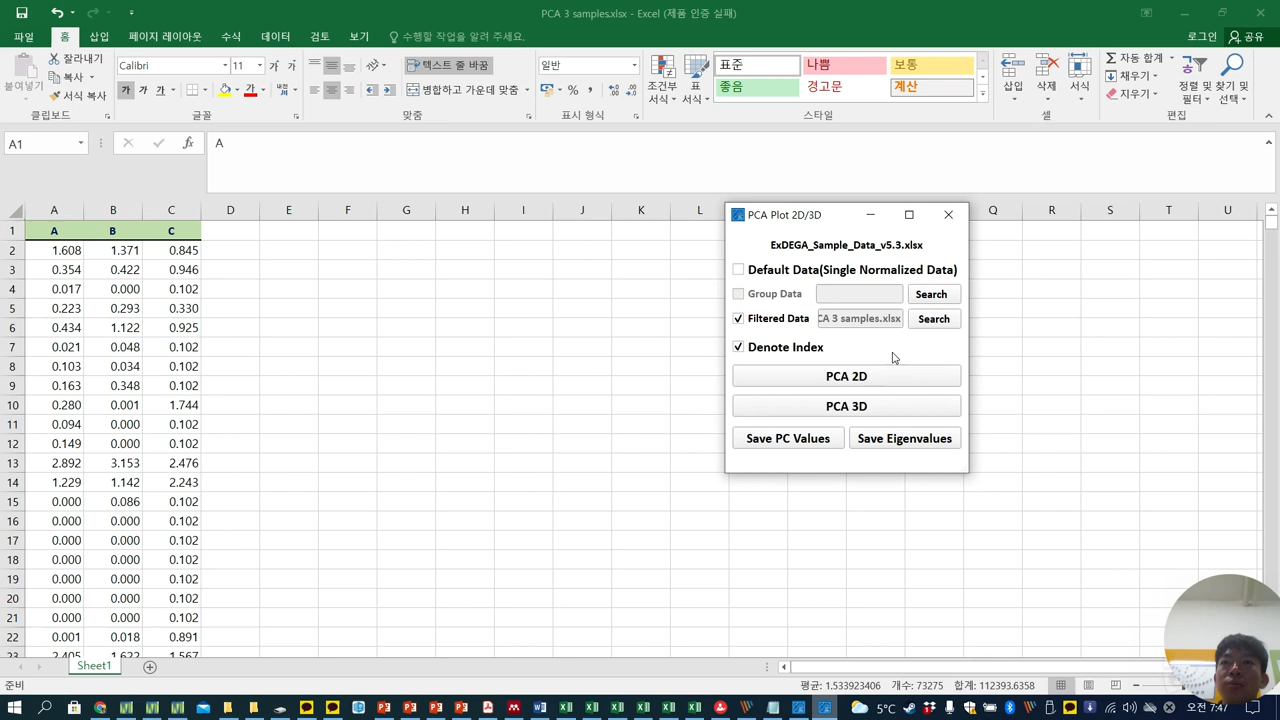 PCA 3 samples.xlsx - Excel (제품 인증 실패)
파일 홈 삽입 페이지 레이아웃 수식 데이터 검토 보기 수행할 작업을 알려 주세요. 로그인 공유
붙여넣기
잘라내기
복사
서식 복사
클립보드
Calibri 11
가 가
가 가 가 내천
글꼴
텍스트 줄 바꿈
병합하고 가운데 맞춤
맞춤
일반
% ,
표시 형식
조건부 서식
표 서식
표준 나쁨 보통
좋음 경고문 계산
스타일
삽입 삭제 서식
셀
자동 합계
채우기
지우기
정렬 및 필터
찾기 및 선택
편집
A1 fx A
A B C D E F G H I J K L Q R S T U
1 A B C
2 1.608 1.371 0.845
3 0.354 0.422 0.946
4 0.017 0.000 0.102
5 0.223 0.293 0.330
6 0.434 1.122 0.925
7 0.021 0.048 0.102
8 0.103 0.034 0.102
9 0.163 0.348 0.102
10 0.280 0.001 1.744
11 0.094 0.000 0.102
12 0.149 0.000 0.102
13 2.892 3.153 2.476
14 1.229 1.142 2.243
15 0.000 0.086 0.102
16 0.000 0.000 0.102
17 0.000 0.000 0.102
18 0.000 0.000 0.102
19 0.000 0.000 0.102
20 0.000 0.000 0.102
21 0.000 0.000 0.102
22 0.001 0.018 0.891
23 2.405 1.622 1.567
PCA Plot 2D/3D
ExDEGA_Sample_Data_v5.3.xlsx
Default Data(Single Normalized Data)
Group Data Search
Filtered Data CA 3 samples.xlsx Search
Denote Index
PCA 2D
PCA 3D
Save PC Values Save Eigenvalues
Sheet1
준비 평균: 1.533923406 개수: 73275 합계: 112393.6358
5°C 오전 7:47